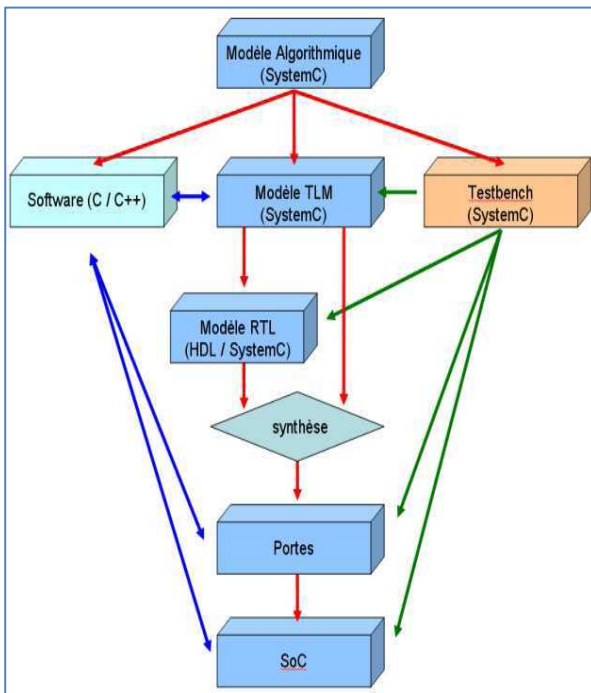 Modèle Algorithmique
(SystemC)
Software (C / C++)
Modèle TLM
(SystemC)
Testbench
(SystemC)
Modèle RTL
(HDL / SystemC)
synthèse
Portes
SoC